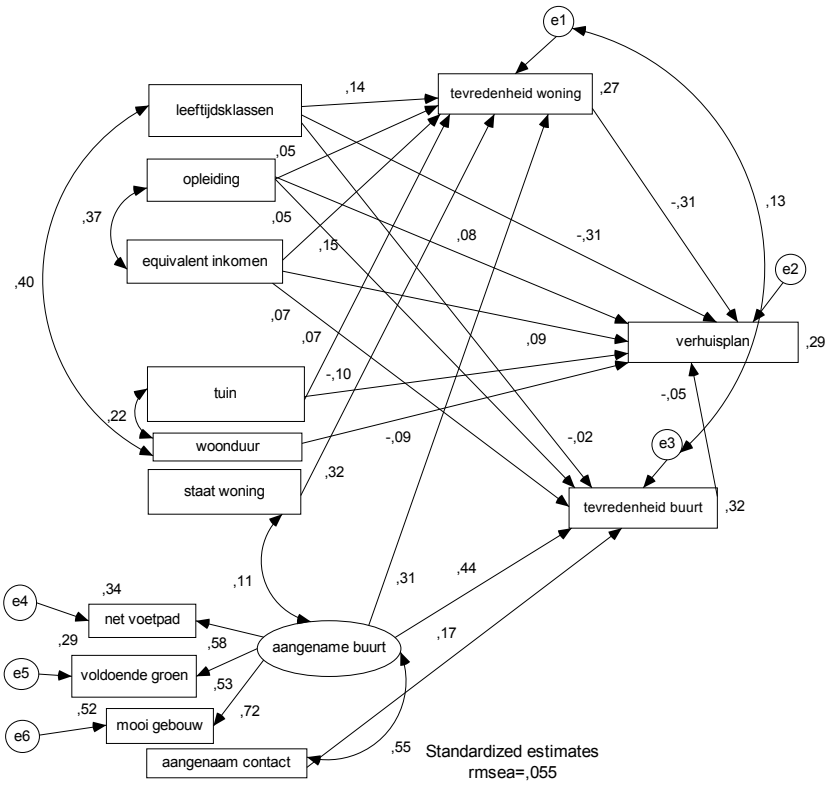 e1
leeftijdsklassen
,14
tevredenheid woning
,27
,05
opleiding
,37
,05
,15
,08
-,31
-,31
,13
equivalent inkomen
e2
,40
,07
,07
,09
verhuisplan
,29
tuin
-,10
-,05
,22
woonduur
-,09
-,02
e3
staat woning
,32
tevredenheid buurt
,32
,11
,31
,44
e4
,34
net voetpad
,17
,29
,58
aangename buurt
e5
voldoende groen
,53
,52
mooi gebouw
,72
e6
aangenaam contact
,55
Standardized estimates
rmsea=,055